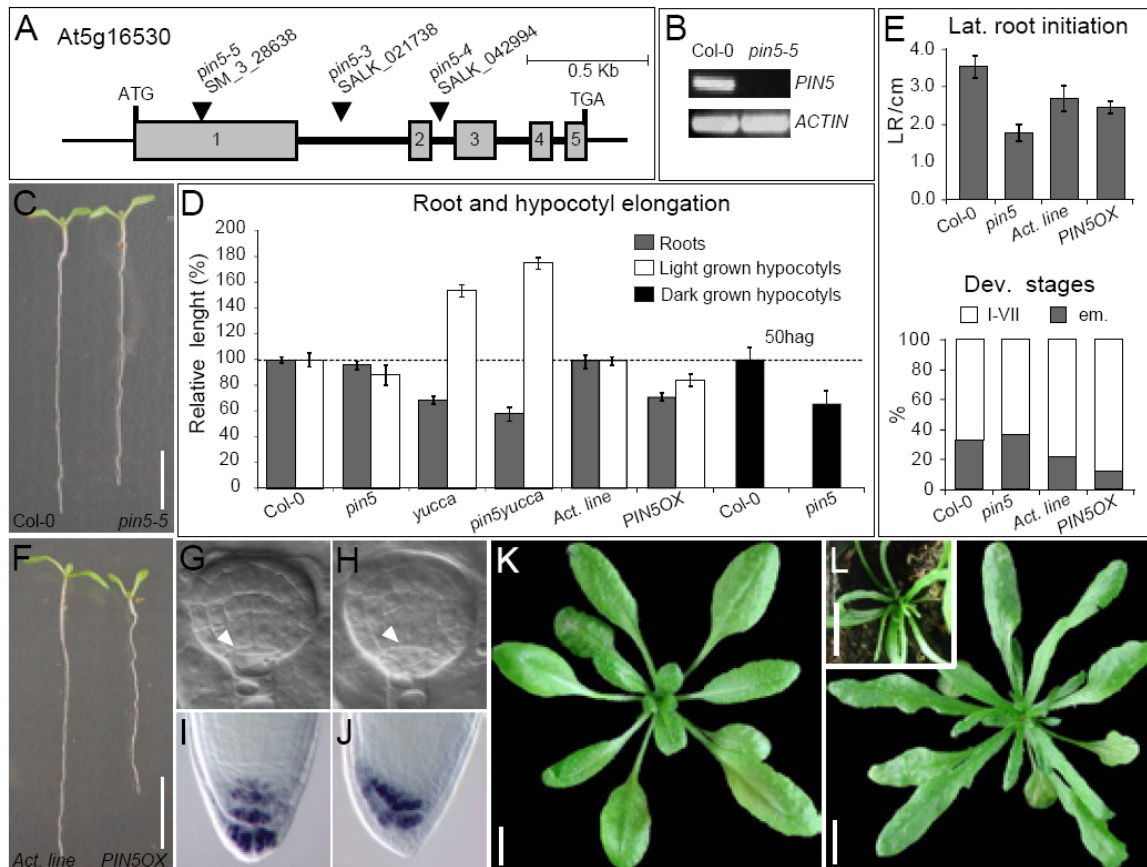 A
At5g16530
pin5-5
SM_3_28638
pin5-3
SALK_021738
pin5-4
SALK_042994
0.5 Kb
ATG
TGA
1
2
3
4
5
B
Col-0 pin5-5
PIN5
ACTIN
E
Lat. root initiation
LR/cm
4.0
3.0
2.0
1.0
0.0
Col-0
pin5
Act. line
PIN5OX
Dev. stages
I-VII em.
%
100
80
60
40
20
0
Col-0
pin5
Act. line
PIN5OX
C
Col-0 pin5-5
D
Root and hypocotyl elongation
Relative lenght (%)
200
180
160
140
120
100
80
60
40
20
0
Roots
Light grown hypocotyls
Dark grown hypocotyls
50hag
Col-0
pin5
yucca
pin5yucca
Act. line
PIN5OX
Col-0
pin5
F
Act. line PIN5OX
G
H
I
J
K
L